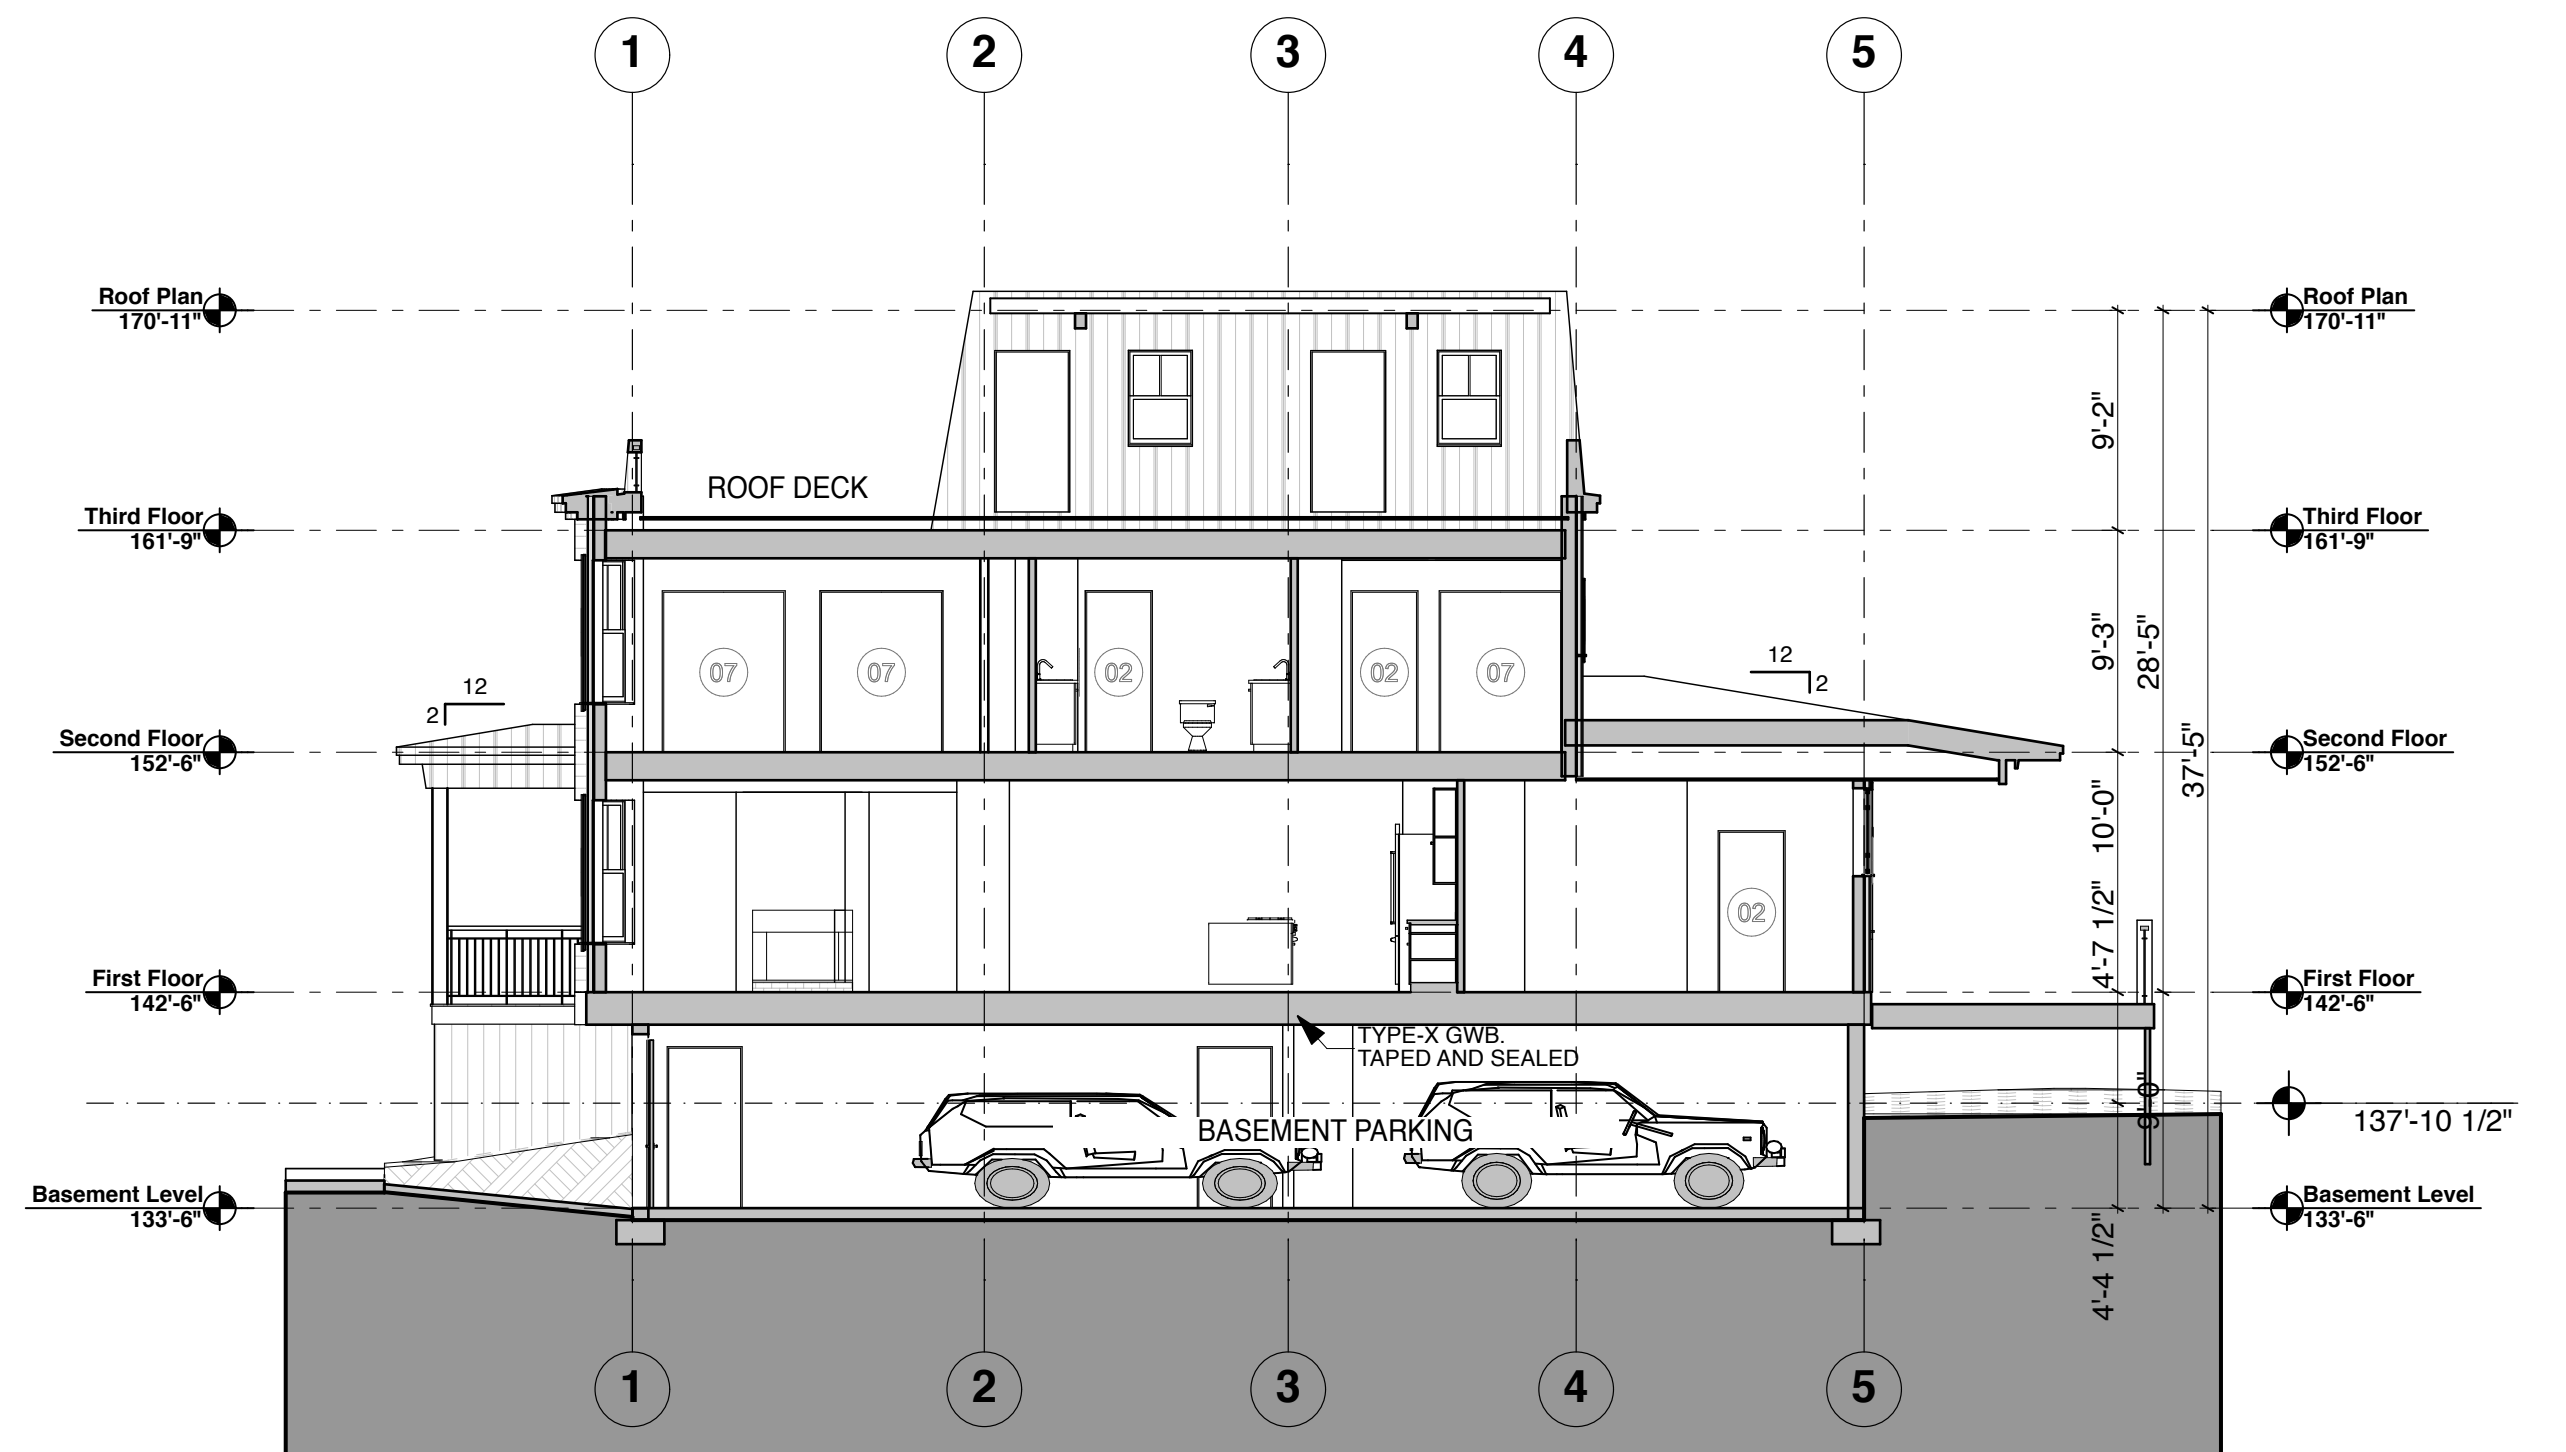 1 2 3 4 5
Roof Plan
170'-11"
Roof Plan
170'-11"
9'-2"
ROOF DECK
Third Floor
161'-9"
Third Floor
161'-9"
07 07 02 02 07
12
2
12
2
9'-3"
28'-5"
37'-5"
Second Floor
152'-6"
Second Floor
152'-6"
10'-0"
02
4'-7 1/2"
First Floor
142'-6"
First Floor
142'-6"
TYPE-X GWB.
TAPED AND SEALED
BASEMENT PARKING
9'-0"
137'-10 1/2"
Basement Level
133'-6"
Basement Level
133'-6"
4'-4 1/2"
1 2 3 4 5